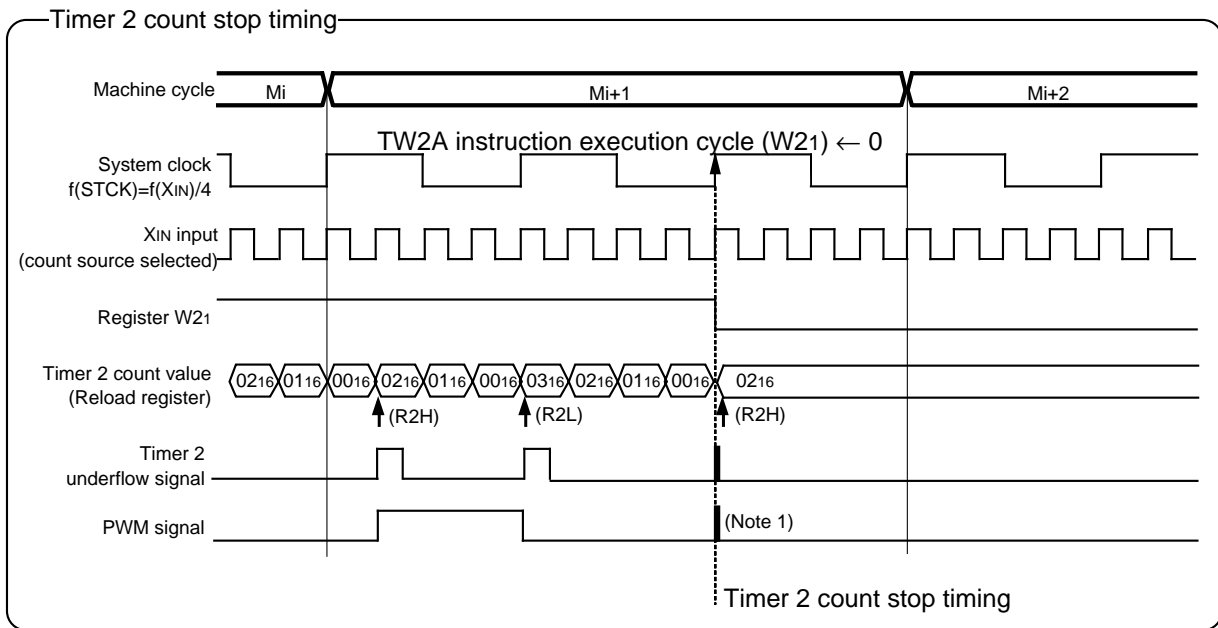 Timer 2 count stop timing
Machine cycle Mi Mi+1 Mi+2
TW2A instruction execution cycle (W21) ← 0
System clock
f(STCK)=f(XIN)/4
XIN input
(count source selected)
Register W21
Timer 2 count value
(Reload register)
0216 0116 0016 0216 0116 0016 0316 0216 0116 0016 0216
(R2H) (R2L) (R2H)
Timer 2
underflow signal
PWM signal (Note 1)
Timer 2 count stop timing